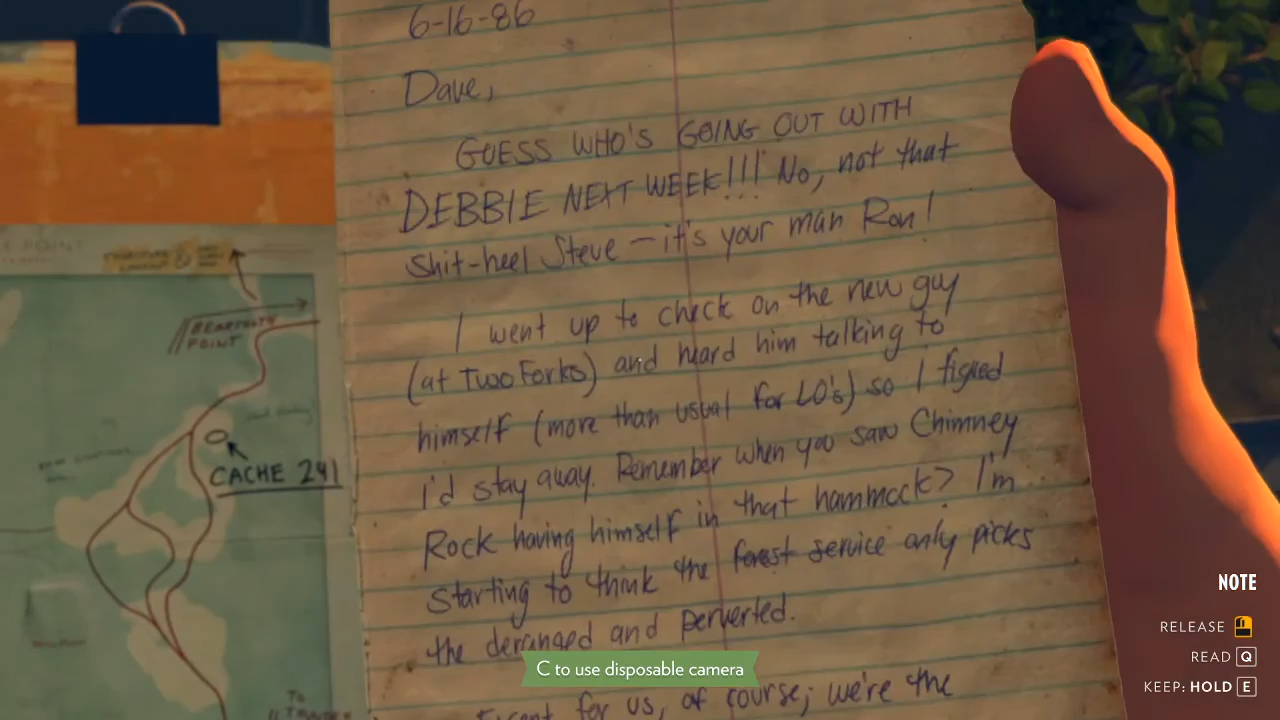 6-16-86
Dave,
GUESS WHO'S GOING OUT WITH
DEBBIE NEXT WEEK!!! No, not that
Shit-heel Steve – it's your man Ron!
I went up to check on the new guy
(at Two Forks) and heard him talking to
himself (more than usual for LO's) so I figred
i'd stay away. Remember when you saw Chimney
Rock having himself in that hammock? I'm
starting to think the forest service only picks
the deranged and perverted.
for us, of course; we're the
BEARTOOTH
POINT
CACHE 241
To
NOTE
RELEASE
READ Q
KEEP: HOLD E
C to use disposable camera